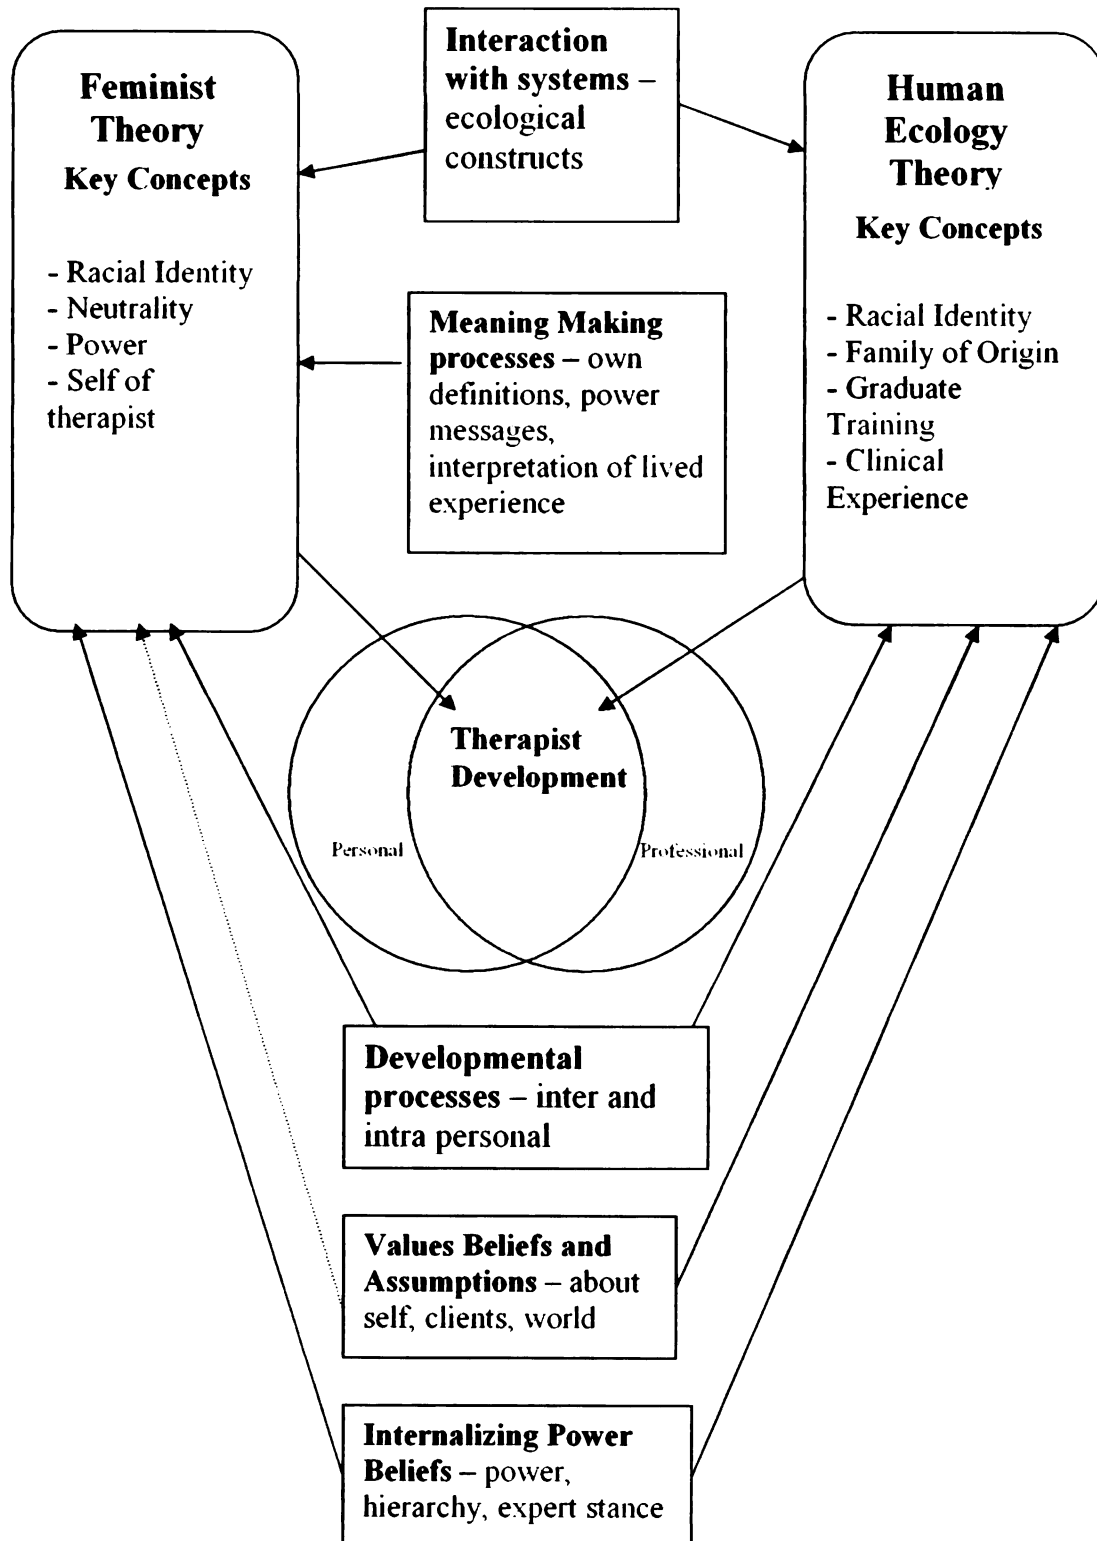 Feminist
Theory
Key Concepts
- Racial Identity
- Neutrality
- Power
- Self of
therapist
Interaction
with systems –
ecological
constructs
Human
Ecology
Theory
Key Concepts
- Racial Identity
- Family of Origin
- Graduate
Training
- Clinical
Experience
Meaning Making
processes – own
definitions, power
messages,
interpretation of lived
experience
Therapist
Development
Personal
Professional
Developmental
processes – inter and
intra personal
Values Beliefs and
Assumptions – about
self, clients, world
Internalizing Power
Beliefs – power,
hierarchy, expert stance